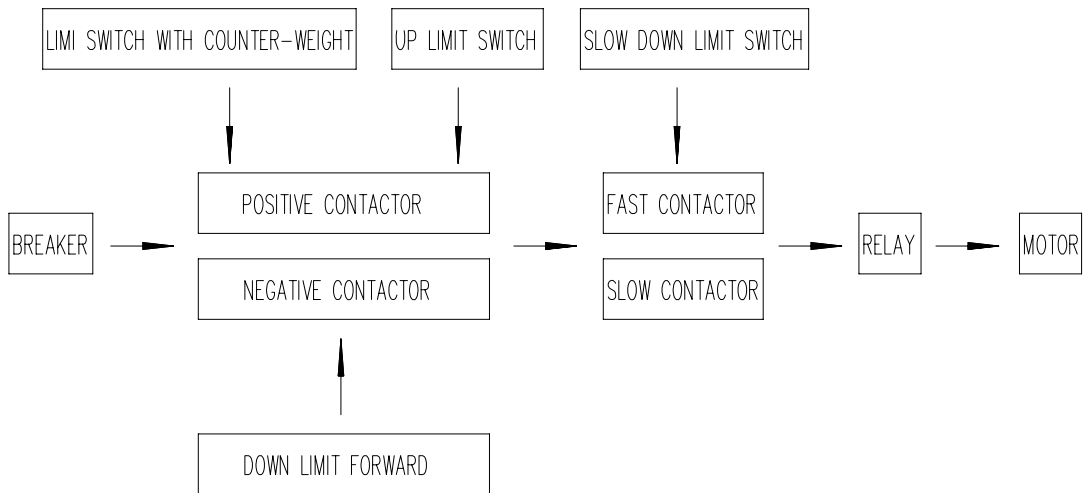 LIMI SWITCH WITH COUNTER-WEIGHT
UP LIMIT SWITCH
SLOW DOWN LIMIT SWITCH
POSITIVE CONTACTOR
FAST CONTACTOR
BREAKER
RELAY
MOTOR
NEGATIVE CONTACTOR
SLOW CONTACTOR
DOWN LIMIT FORWARD